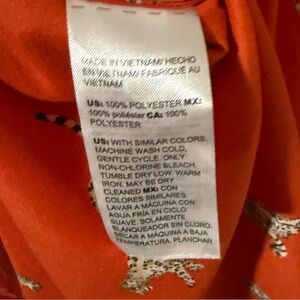 MADE IN VIETNAM/ HECHO
EN VIETNAM/ FABRIQUÉ AU
VIETNAM
US: 100% POLYESTER MX:
100% poliéster CA: 100%
POLYESTER
US: WITH SIMILAR COLORS.
MACHINE WASH COLD,
GENTLE CYCLE. ONLY
NON-CHLORINE BLEACH.
TUMBLE DRY LOW. WARM
IRON. MAY BE DRY
CLEANED MX: CON
COLORES SIMILARES.
LAVAR A MÁQUINA CON
AGUA FRÍA EN CICLO
SUAVE. SOLAMENTE
BLANQUEADOR SIN CLORO.
SECAR A MÁQUINA A BAJA
TEMPERATURA. PLANCHAR